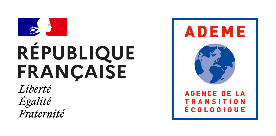 RÉPUBLIQUE
FRANÇAISE
Liberté
Égalité
Fraternité
ADEME
AGENCE DE LA
TRANSITION
ÉCOLOGIQUE